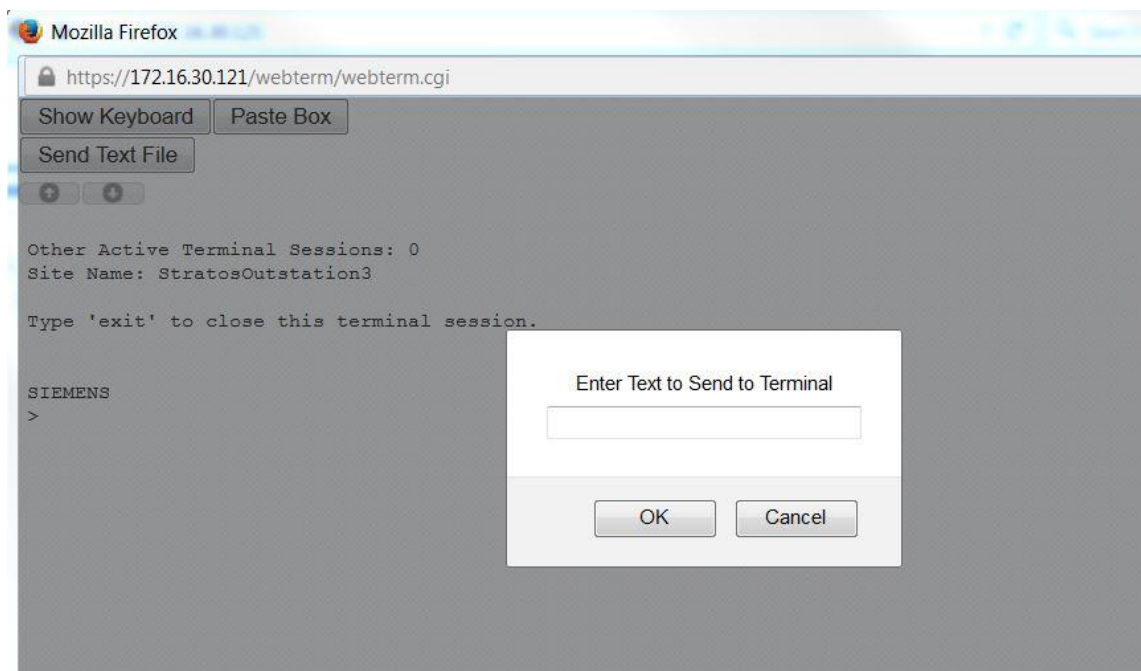 Mozilla Firefox
https://172.16.30.121/webterm/webterm.cgi
Show Keyboard Paste Box
Send Text File
Other Active Terminal Sessions: 0
Site Name: StratosOutstation3
Type 'exit' to close this terminal session.
SIEMENS
>
Enter Text to Send to Terminal
OK Cancel